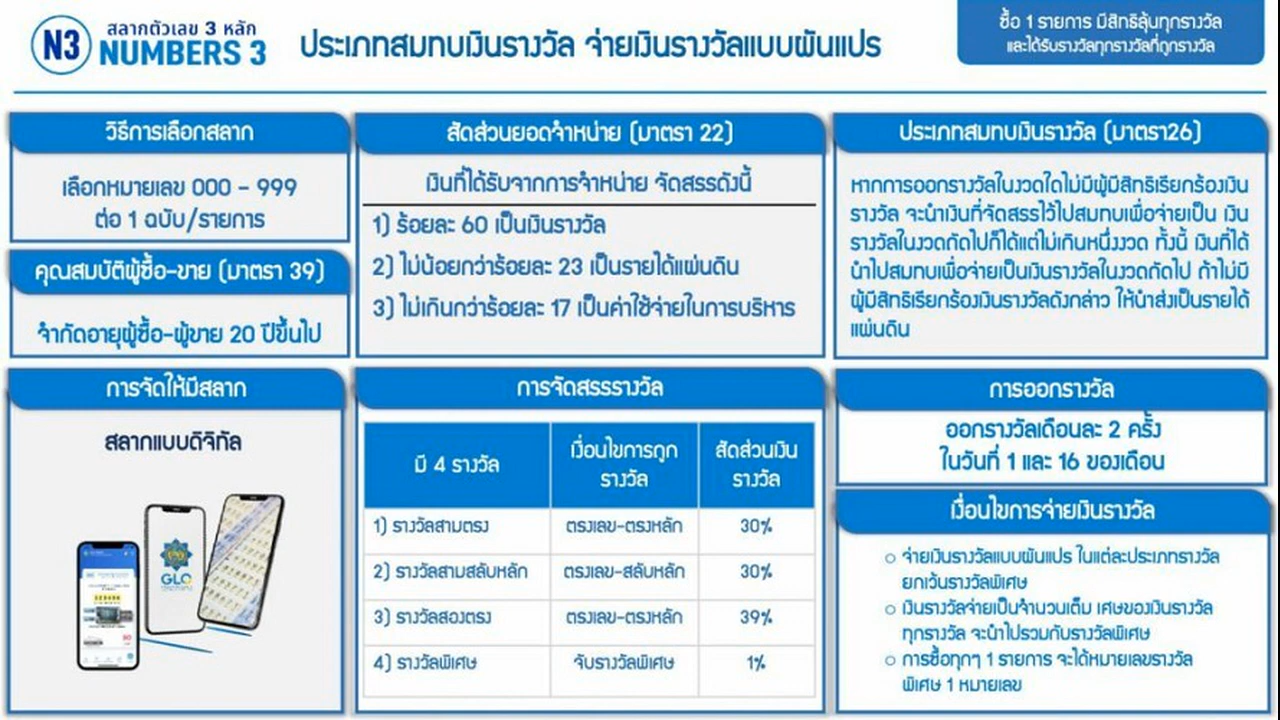 N3
สลากตัวเลข 3 หลัก
NUMBERS 3
ประเภทสมทบเงินรางวัล จ่ายเงินรางวัลแบบผันแปร
ซื้อ 1 รายการ มีสิทธิลุ้นทุกรางวัล
และได้รับรางวัลทุกรางวัลที่ถูกรางวัล
วิธีการเลือกสลาก
เลือกหมายเลข 000 - 999
ต่อ 1 ฉบับ/รายการ
คุณสมบัติผู้ซื้อ-ขาย (มาตรา 39)
จำกัดอายุผู้ซื้อ-ผู้ขาย 20 ปีขึ้นไป
สัดส่วนยอดจำหน่าย (มาตรา 22)
เงินที่ได้รับจากการจำหน่าย จัดสรรดังนี้
1) ร้อยละ 60 เป็นเงินรางวัล
2) ไม่น้อยกว่าร้อยละ 23 เป็นรายได้แผ่นดิน
3) ไม่เกินกว่าร้อยละ 17 เป็นค่าใช้จ่ายในการบริหาร
ประเภทสมทบเงินรางวัล (มาตรา26)
หากการออกรางวัลในงวดใดไม่มีผู้มีสิทธิเรียกร้องเงิน
รางวัล จะนำเงินที่จัดสรรไว้ไปสมทบเพื่อจ่ายเป็น เงิน
รางวัลในงวดถัดไปก็ได้แต่ไม่เกินหนึ่งงวด ทั้งนี้ เงินที่ได้
นำไปสมทบเพื่อจ่ายเป็นเงินรางวัลในงวดถัดไป ถ้าไม่มี
ผู้มีสิทธิเรียกร้องเงินรางวัลดังกล่าว ให้นำส่งเป็นรายได้
แผ่นดิน
การจัดให้มีสลาก
สลากแบบดิจิทัล
GLO
การจัดสรรรางวัล
มี 4 รางวัล เงื่อนไขการถูกรางวัล สัดส่วนเงินรางวัล
1) รางวัลสามตรง ตรงเลข-ตรงหลัก 30%
2) รางวัลสามสลับหลัก ตรงเลข-สลับหลัก 30%
3) รางวัลสองตรง ตรงเลข-ตรงหลัก 39%
4) รางวัลพิเศษ จับรางวัลพิเศษ 1%
การออกรางวัล
ออกรางวัลเดือนละ 2 ครั้ง
ในวันที่ 1 และ 16 ของเดือน
เงื่อนไขการจ่ายเงินรางวัล
○ จ่ายเงินรางวัลแบบผันแปร ในแต่ละประเภทรางวัล
ยกเว้นรางวัลพิเศษ
○ เงินรางวัลจ่ายเป็นจำนวนเต็ม เศษของเงินรางวัล
ทุกรางวัล จะนำไปรวมกับรางวัลพิเศษ
○ การซื้อทุกๆ 1 รายการ จะได้หมายเลขรางวัล
พิเศษ 1 หมายเลข